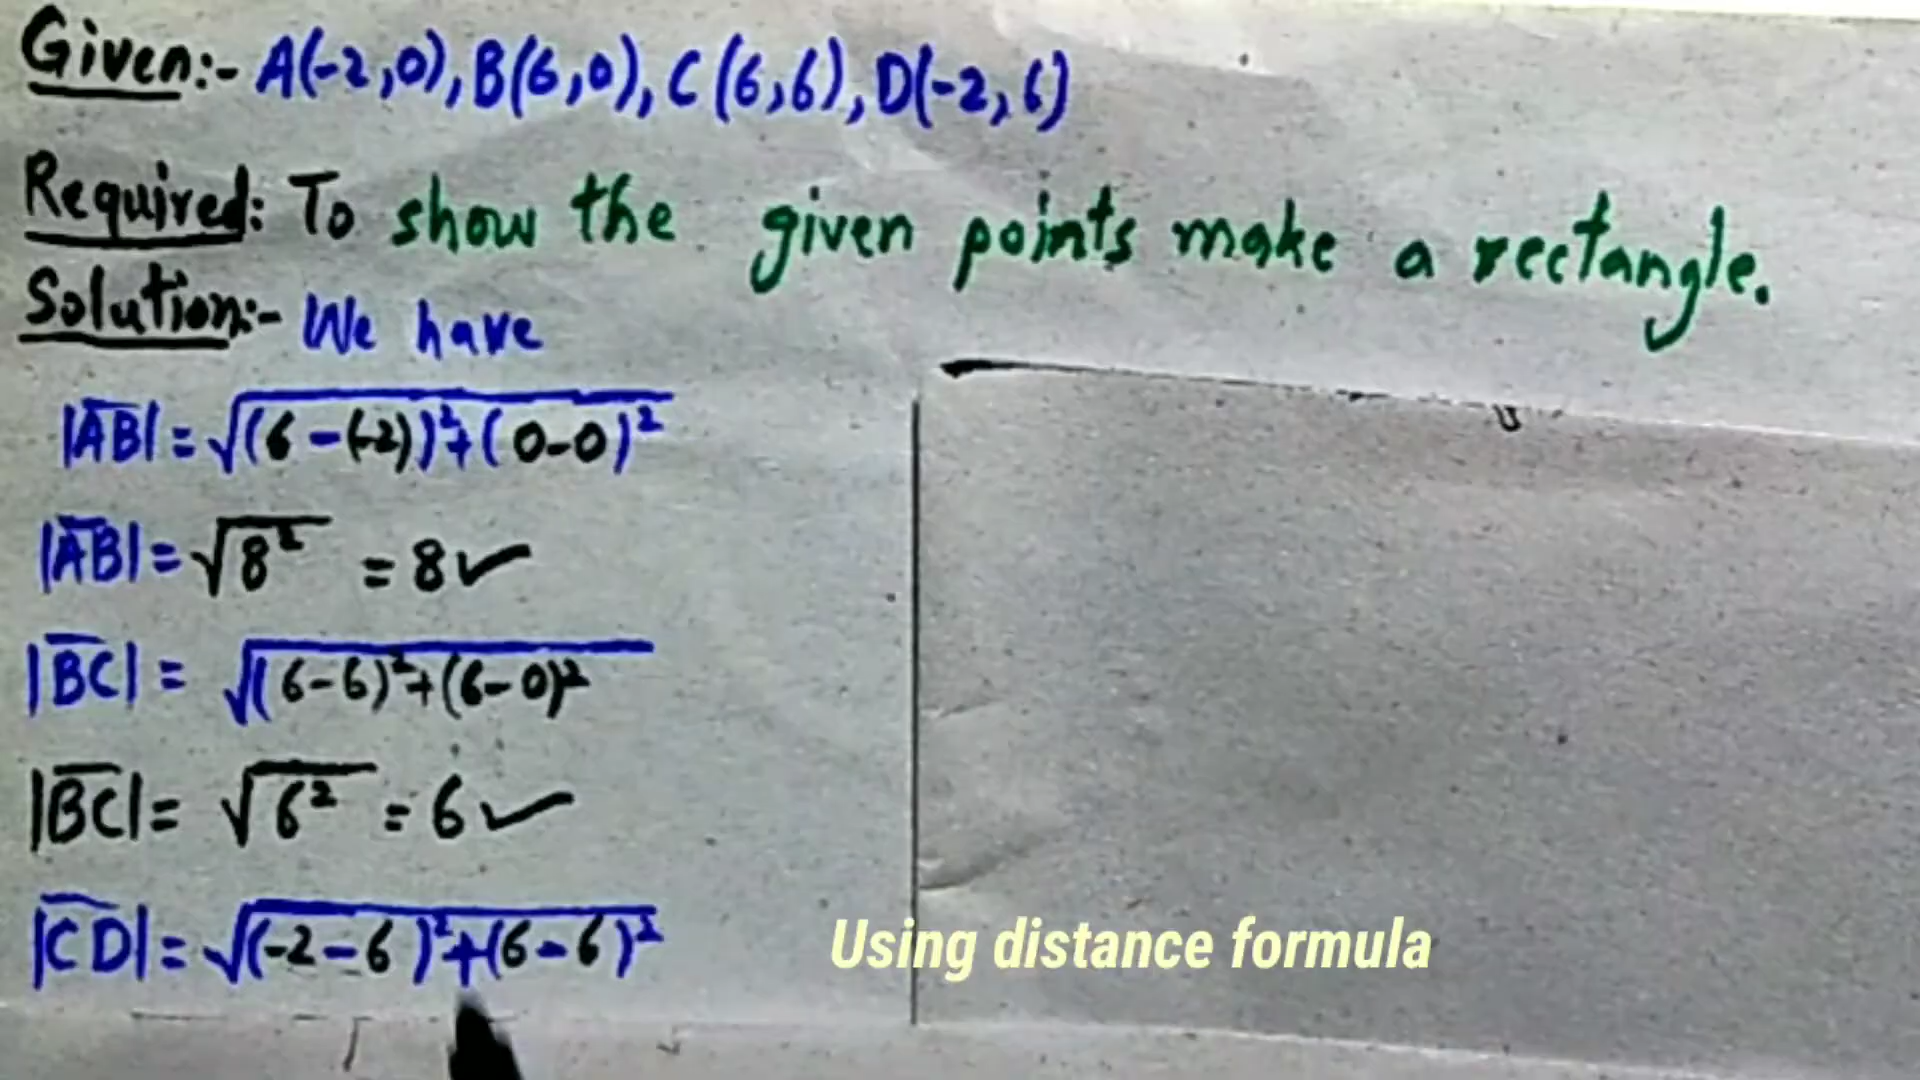 Given:- A(-2,0), B(6,0), C(6,6), D(-2,6)
Required: To show the given points make a rectangle.
Solution:- We have
|AB| = √(6-(-2))²+(0-0)²
|AB| = √8² = 8✓
|BC| = √(6-6)²+(6-0)²
|BC| = √6² = 6✓
|CD| = √(-2-6)²+(6-6)²
Using distance formula